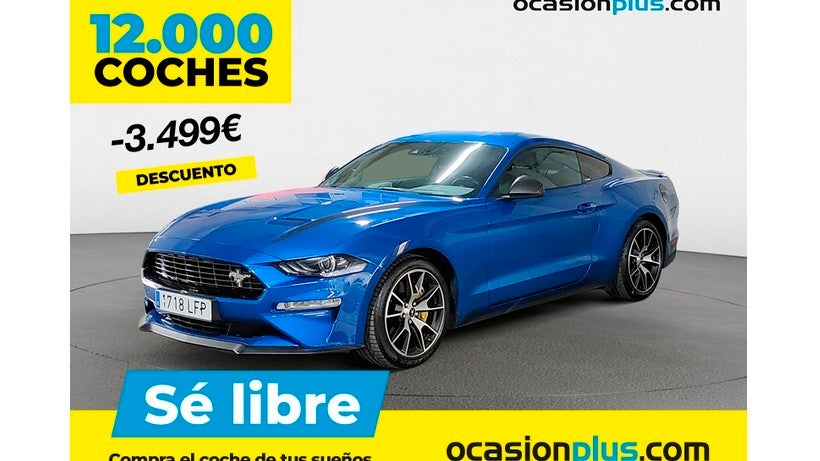 ocasionplus.com
12.000
COCHES
-3.499€
DESCUENTO
1718 LFP
Sé libre
Compra el coche de tus sueños
ocasionplus.com